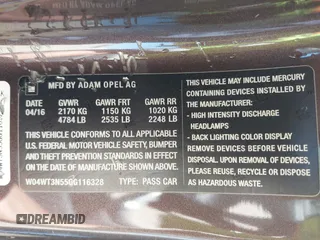 GM
MFD BY ADAM OPEL AG
04/16 GVWR GAWR FRT GAWR RR
2170 KG 1150 KG 1020 KG
4784 LB 2535 LB 2248 LB
THIS VEHICLE CONFORMS TO ALL APPLICABLE
U.S. FEDERAL MOTOR VEHICLE SAFETY, BUMPER
AND THEFT PREVENTION STANDARDS IN EFFECT
ON THE DATE OF MANUFACTURE SHOWN ABOVE.
W04WT3N55GG116328 TYPE: PASS CAR
THIS VEHICLE MAY INCLUDE MERCURY
CONTAINING DEVICES INSTALLED BY THE
MANUFACTURER:
- HIGH INTENSITY DISCHARGE
HEADLAMPS
- BACK LIGHTING COLOR DISPLAY
REMOVE DEVICES BEFORE VEHICLE
DISPOSAL. UPON REMOVAL OF DEVICES
PLEASE REUSE, RECYCLE OR DISPOSE
AS HAZARDOUS WASTE.
DREAMBID